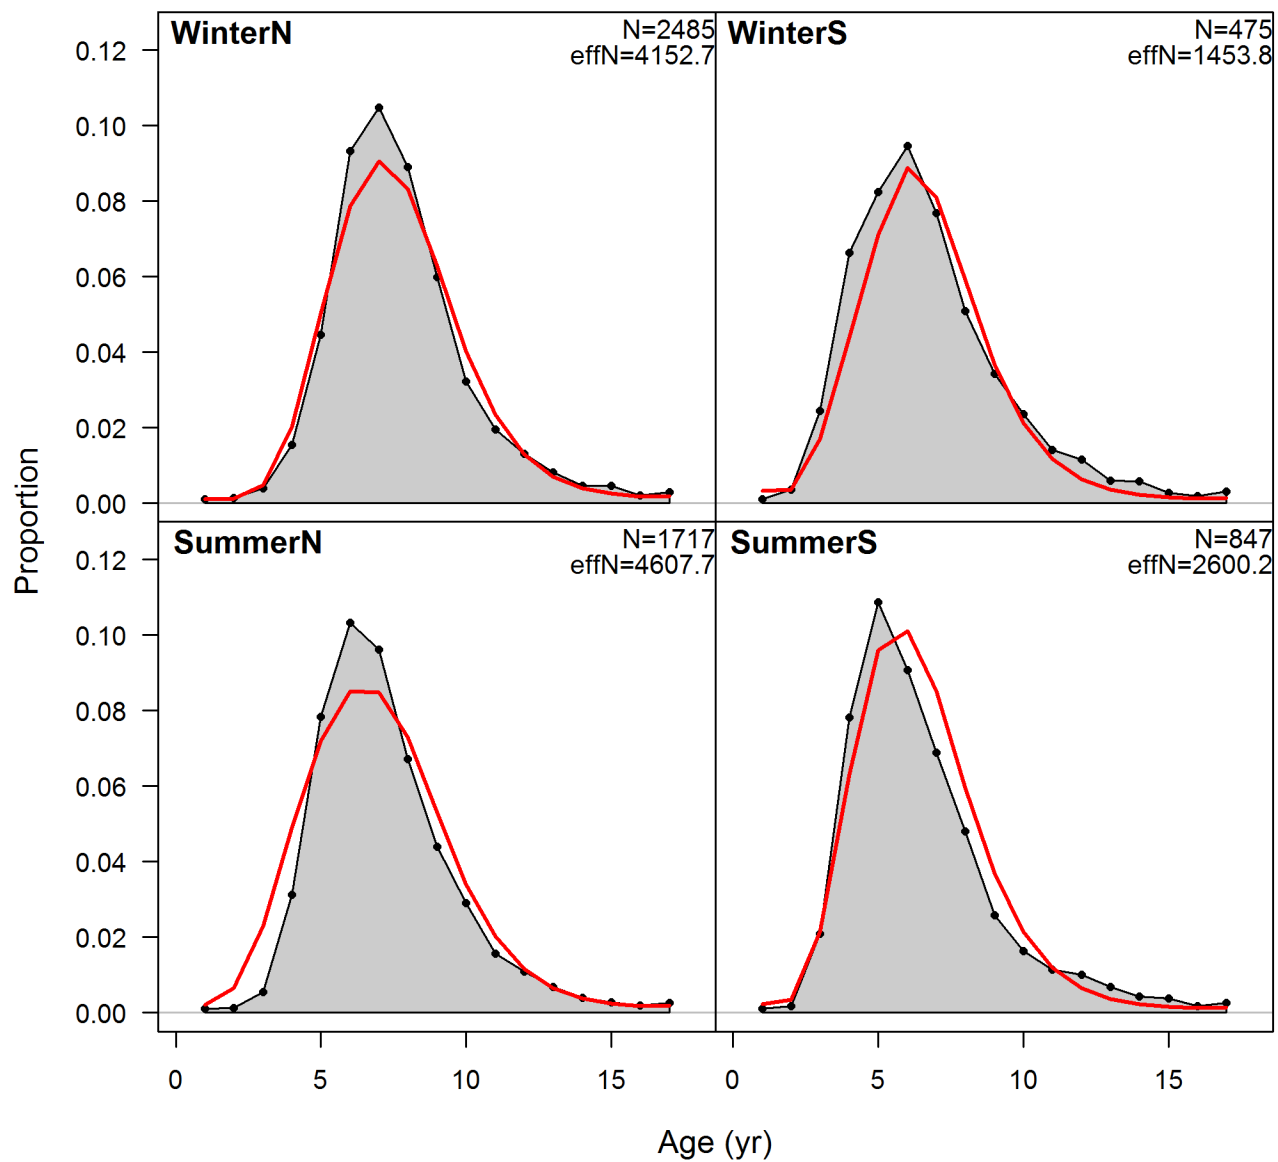 WinterN
N=2485
effN=4152.7
WinterS
N=475
effN=1453.8
0.12
0.10
0.08
0.06
0.04
0.02
0.00
SummerN
N=1717
effN=4607.7
SummerS
N=847
effN=2600.2
0.12
0.10
0.08
0.06
0.04
0.02
0.00
Proportion
0 5 10 15
0 5 10 15
Age (yr)